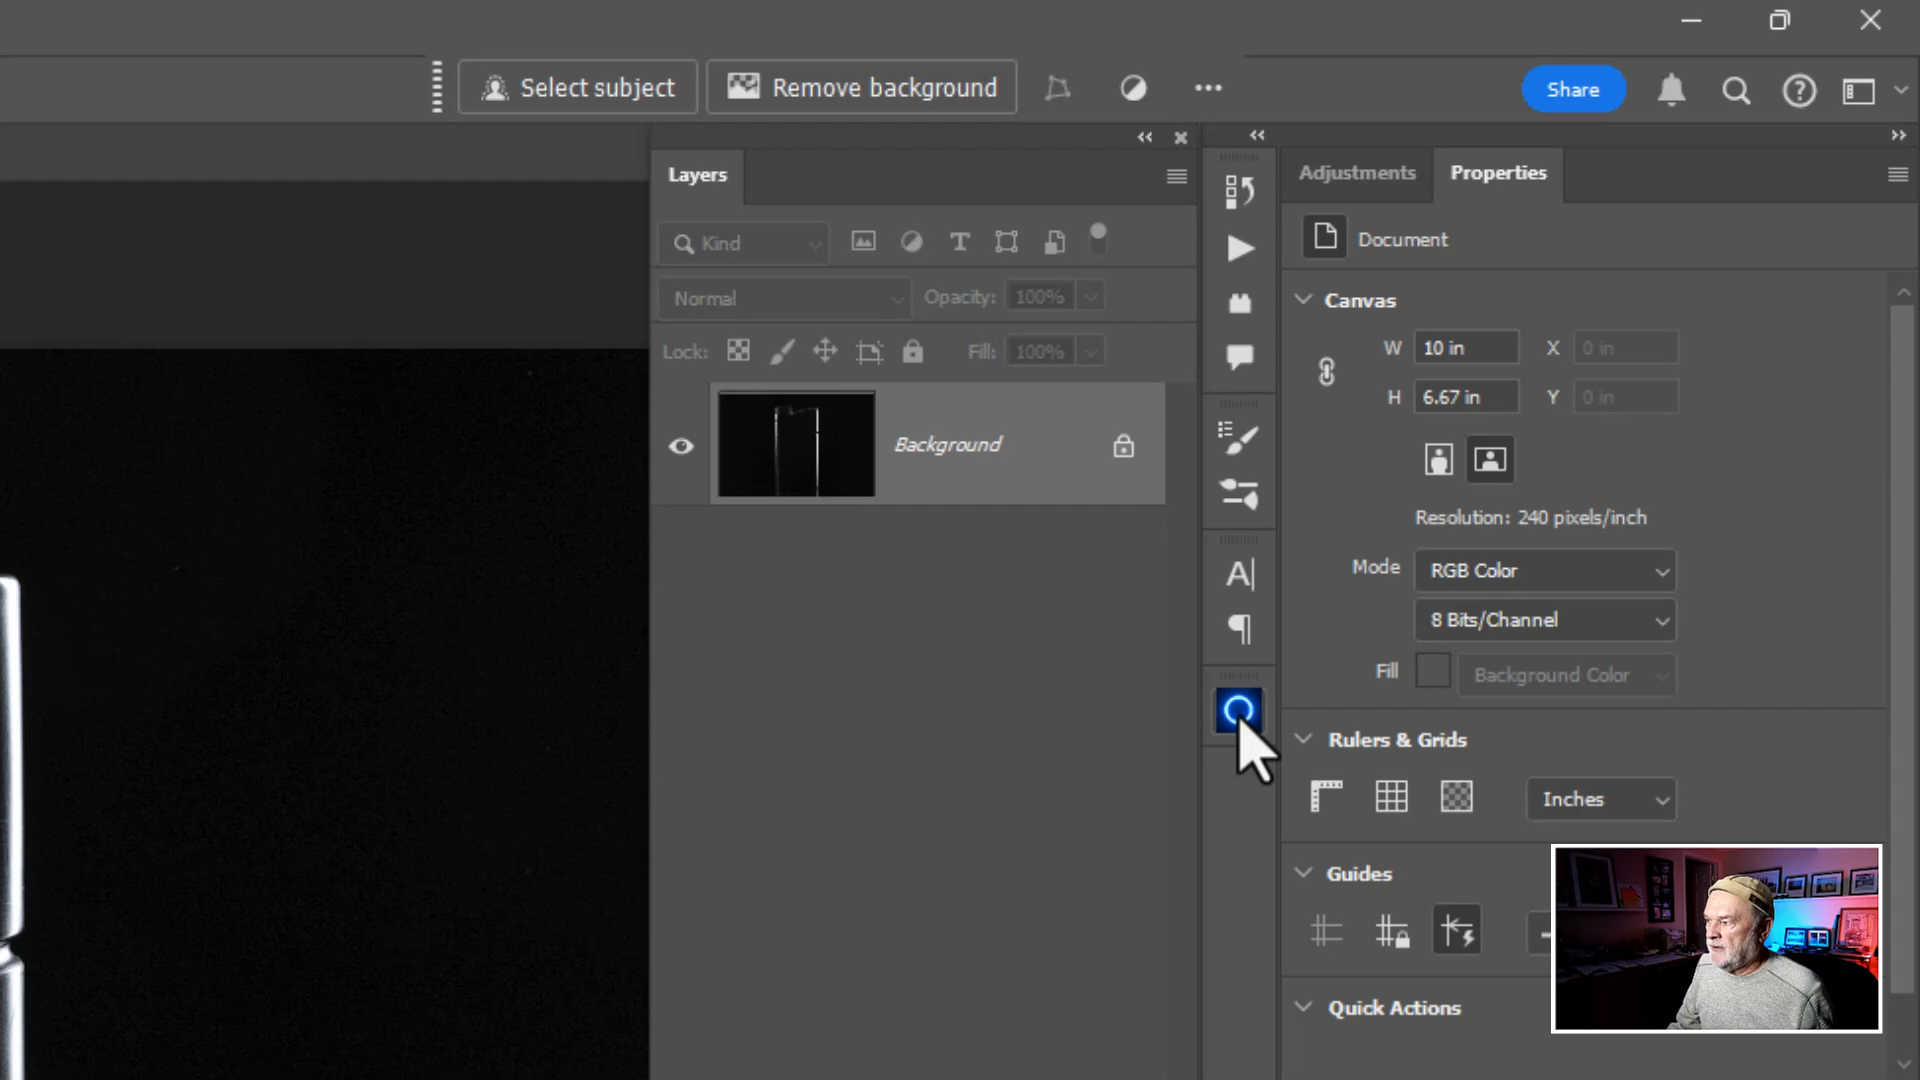 Select subject
Remove background
Share
Layers
Adjustments
Properties
Kind
Document
Normal
Opacity: 100%
Canvas
Lock:
Fill: 100%
W 10 in X 0 in
H 6.67 in Y 0 in
Background
Resolution: 240 pixels/inch
Mode RGB Color
8 Bits/Channel
Fill Background Color
Rulers & Grids
Inches
Guides
Quick Actions